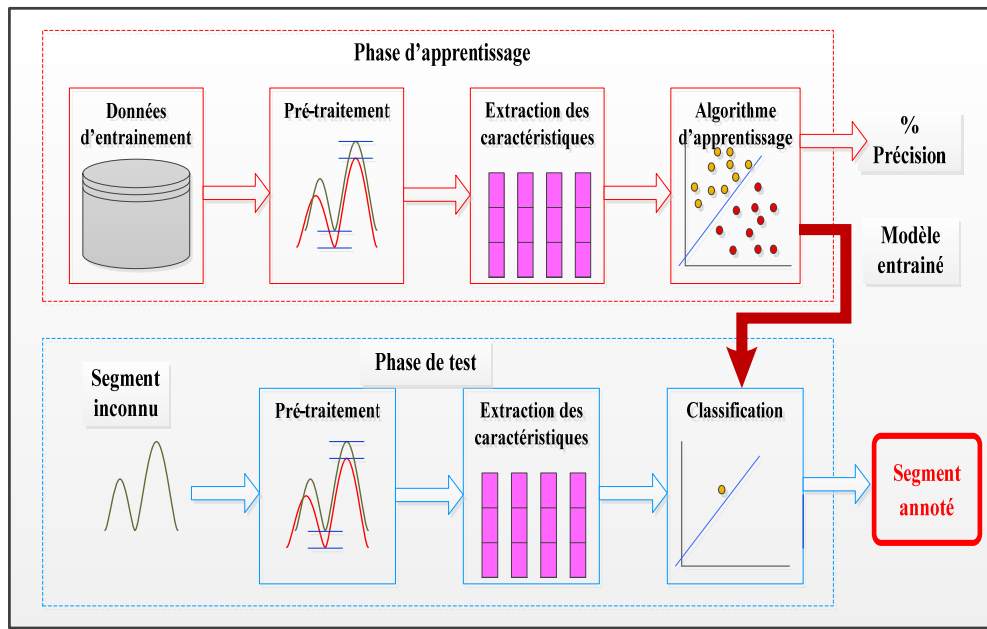 Phase d'apprentissage
Données
d'entrainement
Pré-traitement
Extraction des
caractéristiques
Algorithme
d'apprentissage
%
Précision
Modèle
entrainé
Phase de test
Segment
inconnu
Pré-traitement
Extraction des
caractéristiques
Classification
Segment
annoté